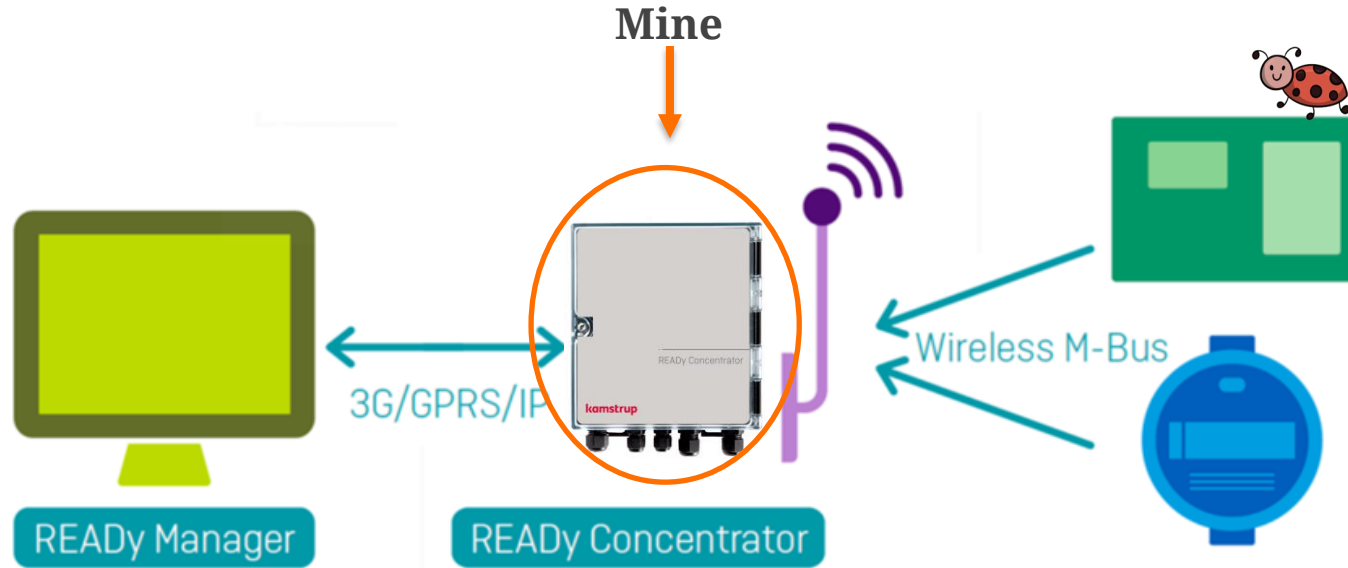 Mine
3G/GPRS/IP
READy Concentrator
kamstrup
Wireless M-Bus
READy Manager
READy Concentrator